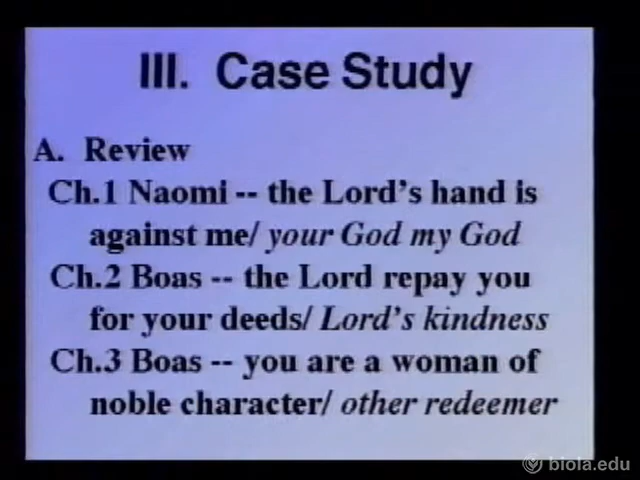 III. Case Study
A. Review
Ch.1 Naomi -- the Lord's hand is
against me/ your God my God
Ch.2 Boas -- the Lord repay you
for your deeds/ Lord's kindness
Ch.3 Boas -- you are a woman of
noble character/ other redeemer
biola.edu